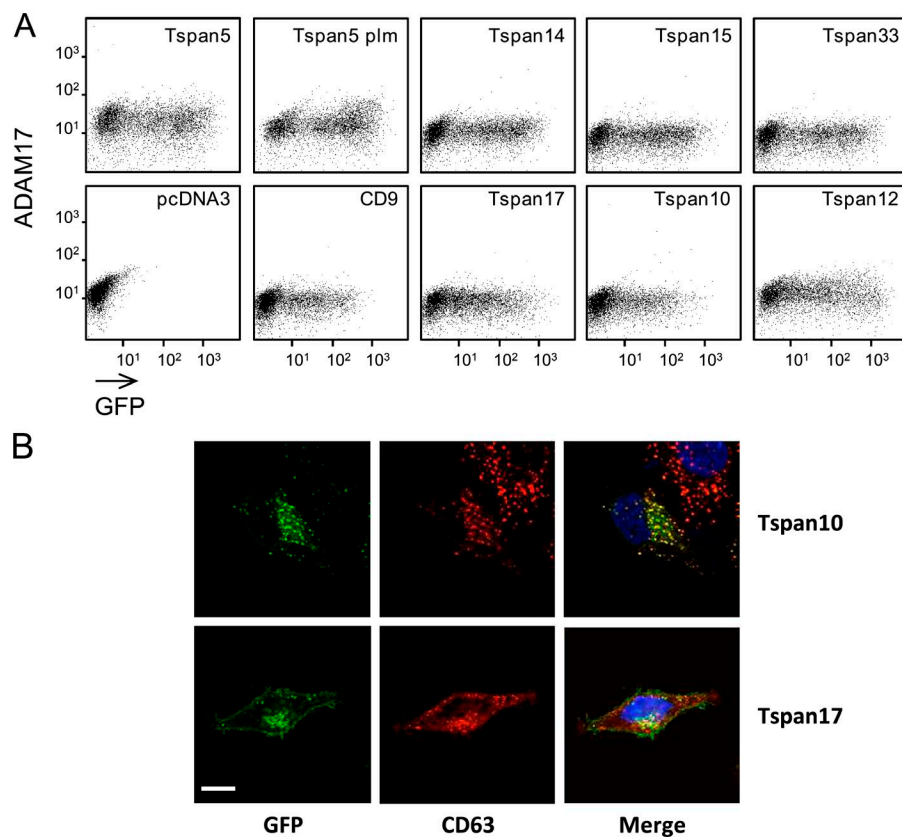 A
Tspan5 Tspan5 plm Tspan14 Tspan15 Tspan33
10³
10²
10¹
ADAM17
pcDNA3 CD9 Tspan17 Tspan10 Tspan12
10³
10²
10¹
10¹ 10² 10³ 10¹ 10² 10³ 10¹ 10² 10³ 10¹ 10² 10³ 10¹ 10² 10³
GFP
B
Tspan10
Tspan17
GFP CD63 Merge